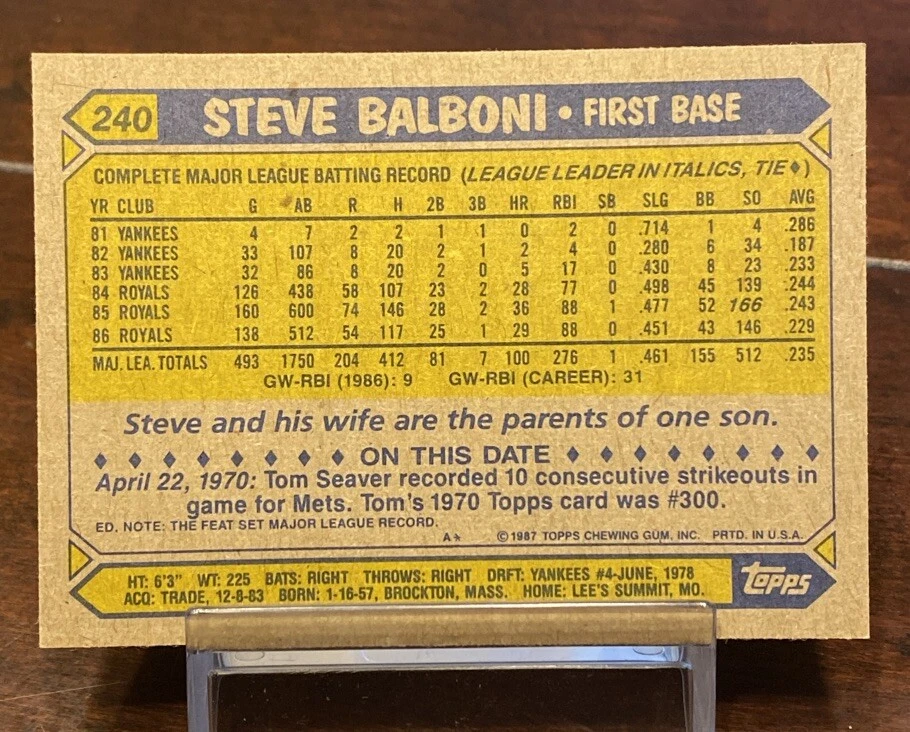 240 STEVE BALBONI • FIRST BASE
COMPLETE MAJOR LEAGUE BATTING RECORD (LEAGUE LEADER IN ITALICS, TIE♦)
YR CLUB G AB R H 2B 3B HR RBI SB SLG BB SO AVG
81 YANKEES 4 7 2 2 1 1 0 2 0 .714 1 4 .286
82 YANKEES 33 107 8 20 2 1 2 4 0 .280 6 34 .187
83 YANKEES 32 86 8 20 2 0 5 17 0 .430 8 23 .233
84 ROYALS 126 438 58 107 23 2 28 77 0 .498 45 139 .244
85 ROYALS 160 600 74 146 28 2 36 88 1 .477 52 166 .243
86 ROYALS 138 512 54 117 25 1 29 88 0 .451 43 146 .229
MAJ. LEA. TOTALS 493 1750 204 412 81 7 100 276 1 .461 155 512 .235
GW-RBI (1986): 9 GW-RBI (CAREER): 31
Steve and his wife are the parents of one son.
♦ ♦ ♦ ♦ ♦ ♦ ♦ ♦ ON THIS DATE ♦ ♦ ♦ ♦ ♦ ♦ ♦ ♦
April 22, 1970: Tom Seaver recorded 10 consecutive strikeouts in
game for Mets. Tom's 1970 Topps card was #300.
ED. NOTE: THE FEAT SET MAJOR LEAGUE RECORD.
A* ©1987 TOPPS CHEWING GUM, INC. PRTD. IN U.S.A.
HT: 6'3" WT: 225 BATS: RIGHT THROWS: RIGHT DRFT: YANKEES #4-JUNE, 1978
ACQ: TRADE, 12-8-83 BORN: 1-16-57, BROCKTON, MASS. HOME: LEE'S SUMMIT, MO.
topps